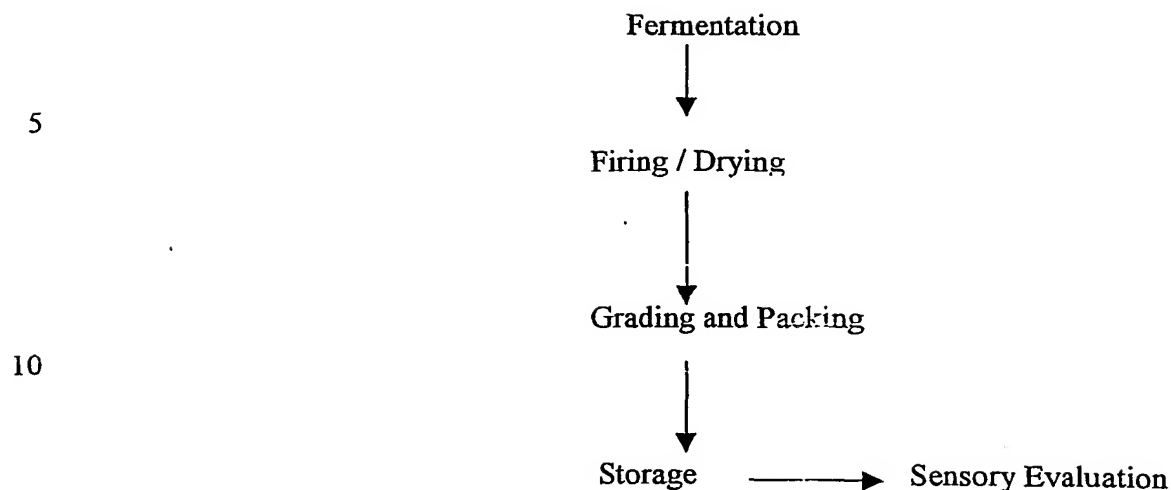 Fermentation
5
Firing / Drying
Grading and Packing
10
Storage Sensory Evaluation